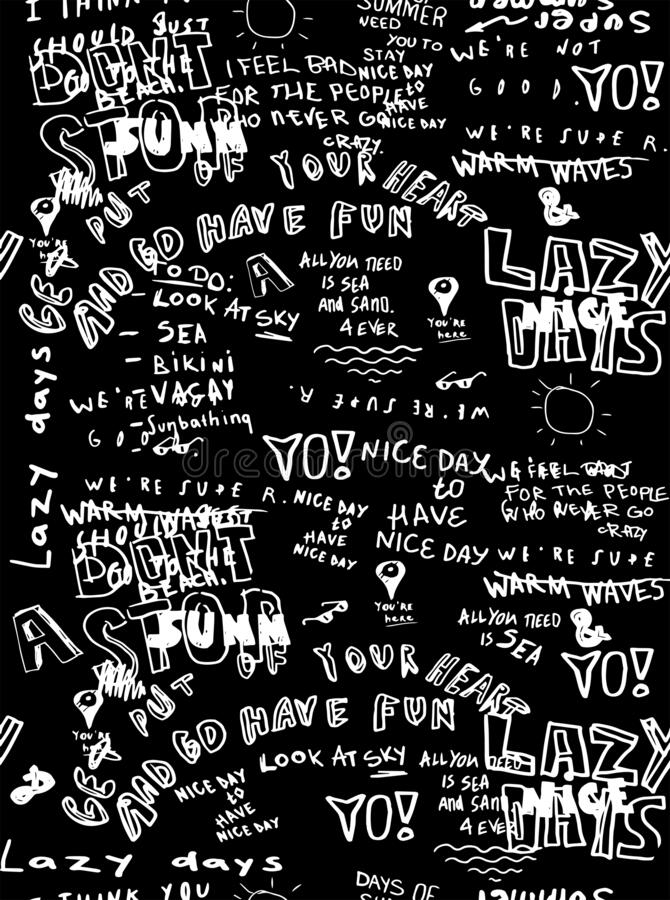 I THINK
SHOULD JUST
GO TO THE
BEACH.
DON'T
STOP
SUNN
SUMMER
NEED
YOU TO
STAY
NICE DAY
to
HAVE
NICE DAY
I FEEL BAD
FOR THE PEOPLE
WHO NEVER GO
CRAZY.
Super
Summer
WE'RE NOT
GOOD.
YO!
WE'RE SUPER.
WARM WAVES
&
PUT
OF YOUR HEART
YOU'RE
here
GET
AND GO HAVE FUN
TO DO:
- LOOK AT SKY
- SEA
- BIKINI
- VACAY
- Sunbathing
A
ALL YOU NEED
IS SEA
AND SAND.
4 EVER
YOU'RE
here
LAZY
DAYS
NICE
Lazy days
WE'RE
GOOD
WE'RE SUPER.
YO!
NICE DAY
to
HAVE
NICE DAY
WE'RE SUPER.
WARM WAVES
NICE DAY
to
HAVE
NICE DAY
I FEEL BAD
FOR THE PEOPLE
WHO NEVER GO
CRAZY
WE'RE SUPE
WARM WAVES
SHOULD JUST
GO TO THE
BEACH.
DON'T
STOP
SUNN
A
YOU'RE
here
ALL YOU NEED
IS SEA
&
YO!
PUT
OF YOUR HEART
YOU'RE
here
GET
AND GO HAVE FUN
LOOK AT SKY
ALL YOU NEED
IS SEA
AND SAND
4 EVER
LAZY
DAYS
NICE
&
NICE DAY
to
HAVE
NICE DAY
YO!
Lazy days
I THINK YOU
DAYS OF
Summer
dreamstime